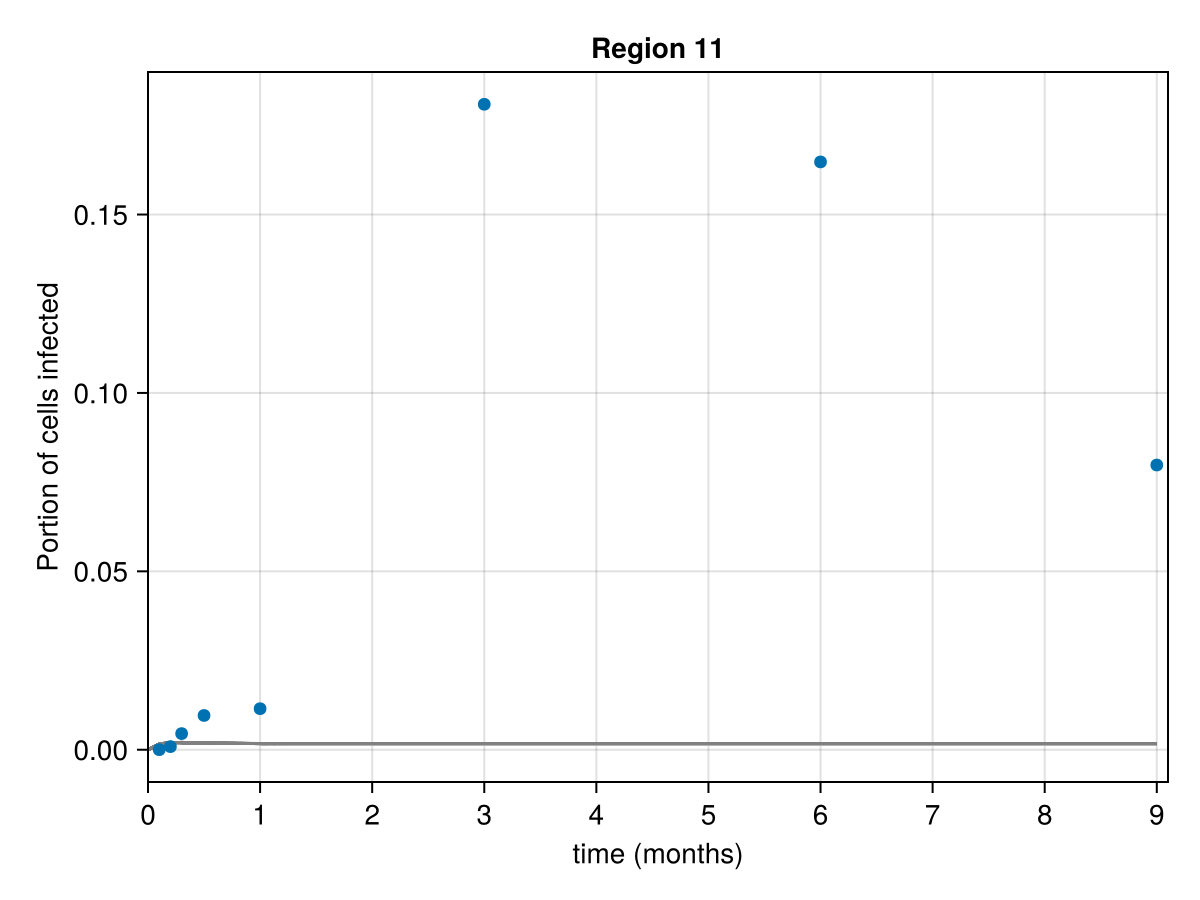 Region 11
Portion of cells infected
0.15
0.10
0.05
0.00
0 1 2 3 4 5 6 7 8 9
time (months)